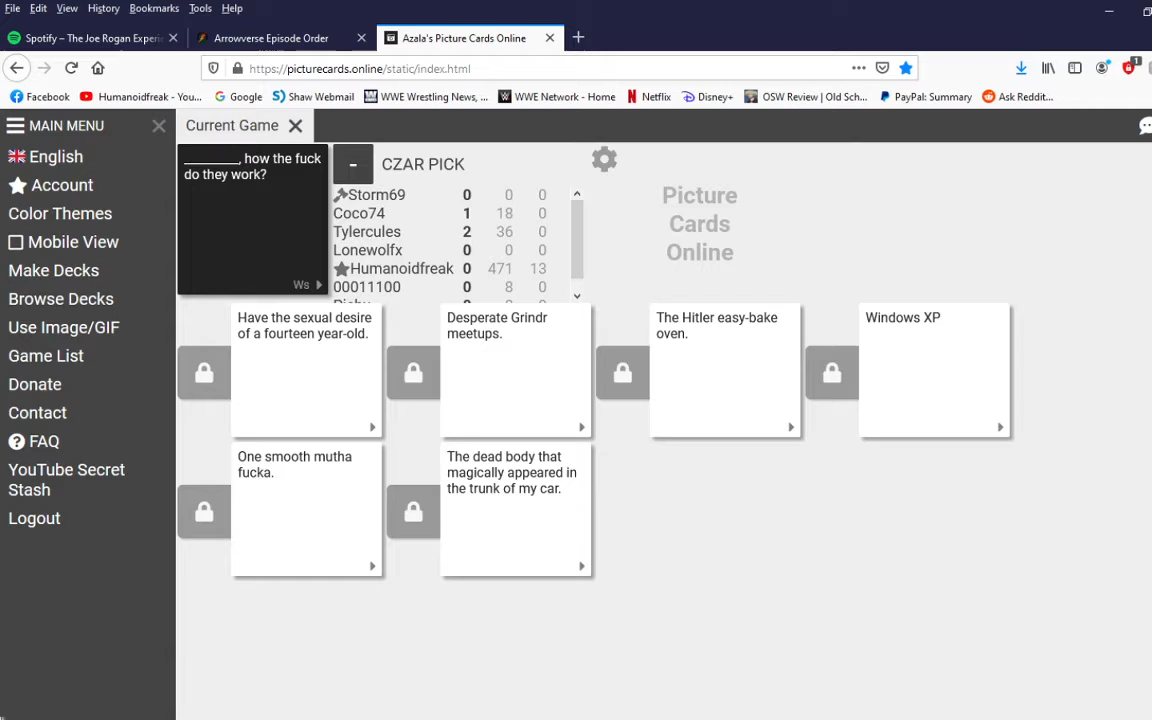 File Edit View History Bookmarks Tools Help
Spotify – The Joe Rogan Experi
Arrowverse Episode Order
Azala's Picture Cards Online
https://picturecards.online/static/index.html
1
Facebook
Humanoidfreak - You...
Google
Shaw Webmail
WWE Wrestling News, ...
WWE Network - Home
Netflix
Disney+
OSW Review | Old Sch...
PayPal: Summary
Ask Reddit...
MAIN MENU
Current Game
English
Account
Color Themes
Mobile View
Make Decks
Browse Decks
Use Image/GIF
Game List
Donate
Contact
FAQ
YouTube Secret
Stash
Logout
________, how the fuck
do they work?
Ws
-
CZAR PICK
Storm69 0 0 0
Coco74 1 18 0
Tylercules 2 36 0
Lonewolfx 0 0 0
Humanoidfreak 0 471 13
00011100 0 8 0
Picture
Cards
Online
Have the sexual desire
of a fourteen year-old.
Desperate Grindr
meetups.
The Hitler easy-bake
oven.
Windows XP
One smooth mutha
fucka.
The dead body that
magically appeared in
the trunk of my car.